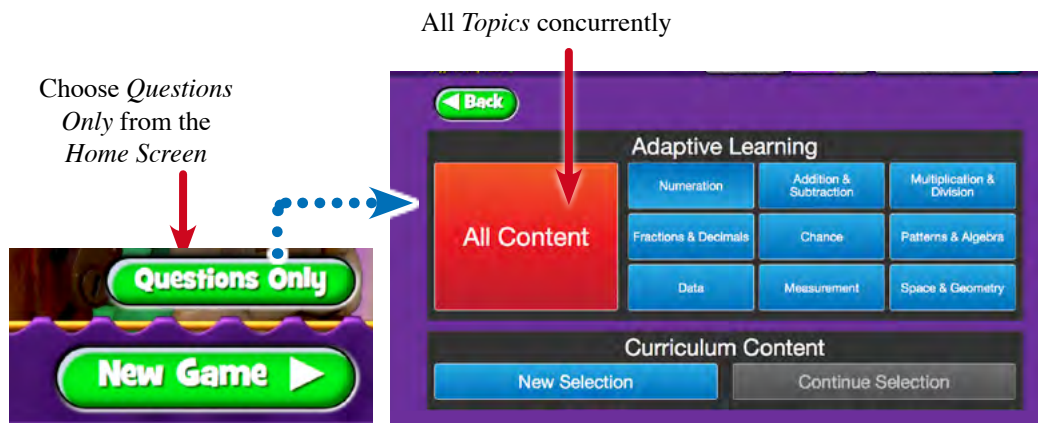 All Topics concurrently
Choose Questions
Only from the
Home Screen
Back
Adaptive Learning
All Content
Numeration
Addition &
Subtraction
Multiplication &
Division
Fractions & Decimals
Chance
Patterns & Algebra
Data
Measurement
Space & Geometry
Questions Only
New Game
Curriculum Content
New Selection
Continue Selection